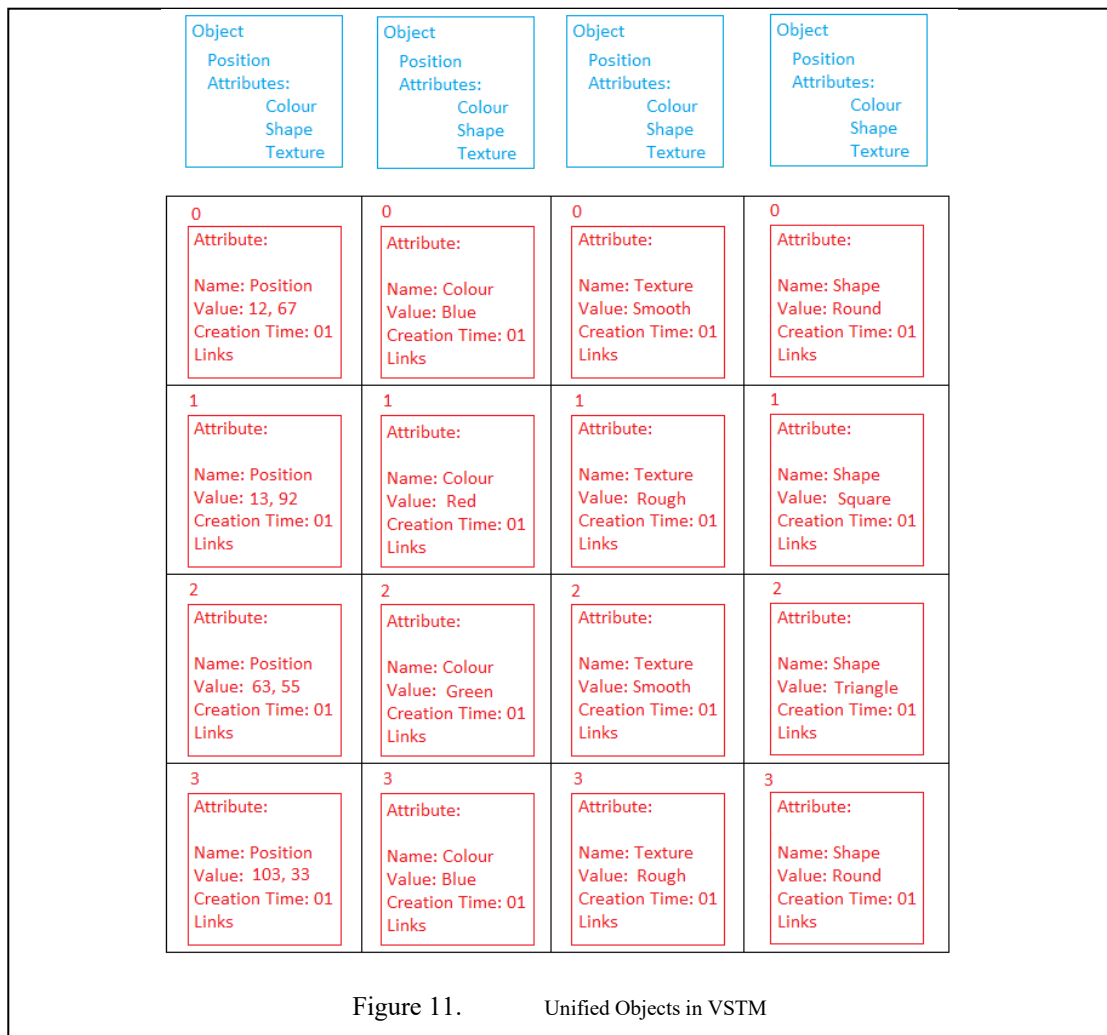 Object
Position
Attributes:
Colour
Shape
Texture
Object
Position
Attributes:
Colour
Shape
Texture
Object
Position
Attributes:
Colour
Shape
Texture
Object
Position
Attributes:
Colour
Shape
Texture
0
Attribute:
Name: Position
Value: 12, 67
Creation Time: 01
Links
0
Attribute:
Name: Colour
Value: Blue
Creation Time: 01
Links
0
Attribute:
Name: Texture
Value: Smooth
Creation Time: 01
Links
0
Attribute:
Name: Shape
Value: Round
Creation Time: 01
Links
1
Attribute:
Name: Position
Value: 13, 92
Creation Time: 01
Links
1
Attribute:
Name: Colour
Value: Red
Creation Time: 01
Links
1
Attribute:
Name: Texture
Value: Rough
Creation Time: 01
Links
1
Attribute:
Name: Shape
Value: Square
Creation Time: 01
Links
2
Attribute:
Name: Position
Value: 63, 55
Creation Time: 01
Links
2
Attribute:
Name: Colour
Value: Green
Creation Time: 01
Links
2
Attribute:
Name: Texture
Value: Smooth
Creation Time: 01
Links
2
Attribute:
Name: Shape
Value: Triangle
Creation Time: 01
Links
3
Attribute:
Name: Position
Value: 103, 33
Creation Time: 01
Links
3
Attribute:
Name: Colour
Value: Blue
Creation Time: 01
Links
3
Attribute:
Name: Texture
Value: Rough
Creation Time: 01
Links
3
Attribute:
Name: Shape
Value: Round
Creation Time: 01
Links
Figure 11. Unified Objects in VSTM